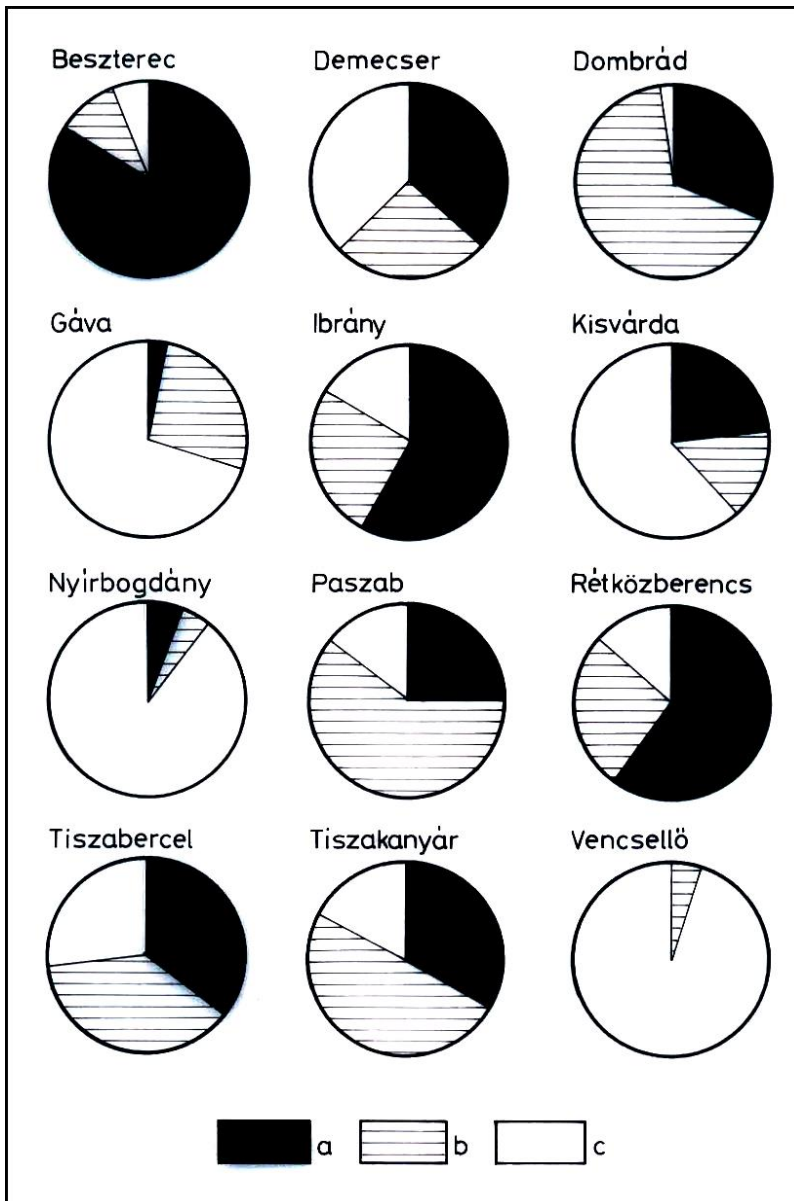 Beszterec Demecser Dombrád
Gáva Ibrány Kisvárda
Nyírbogdány Paszab Rétközberencs
Tiszabercel Tiszakanyár Vencsellő
a b c